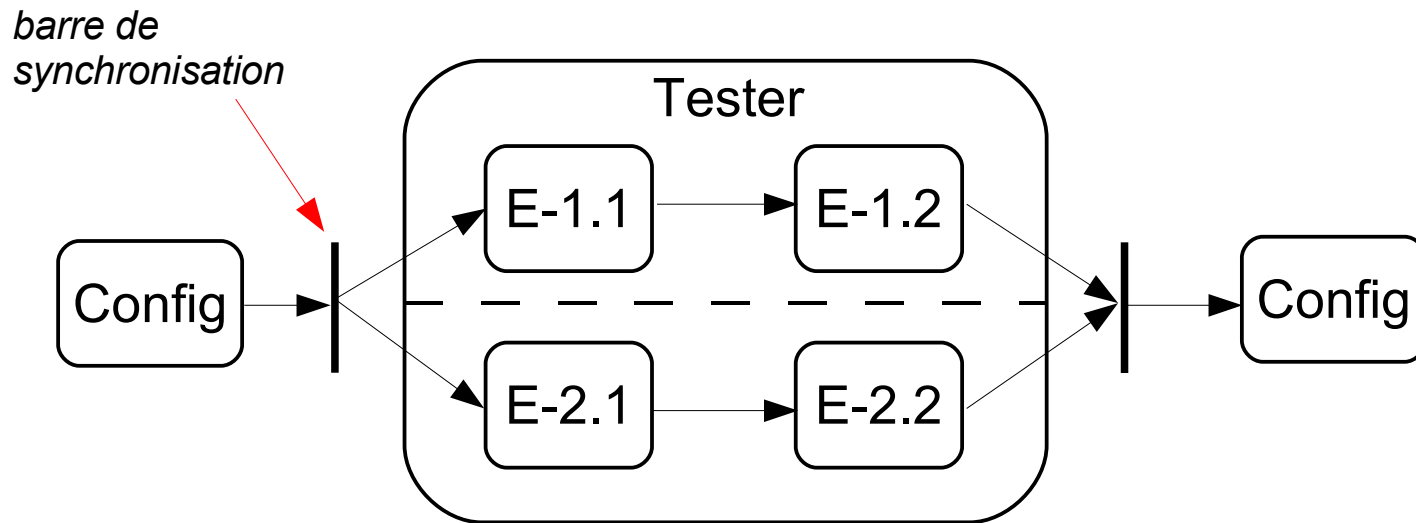 barre de
synchronisation
Tester
E-1.1
E-1.2
Config
Config
E-2.1
E-2.2